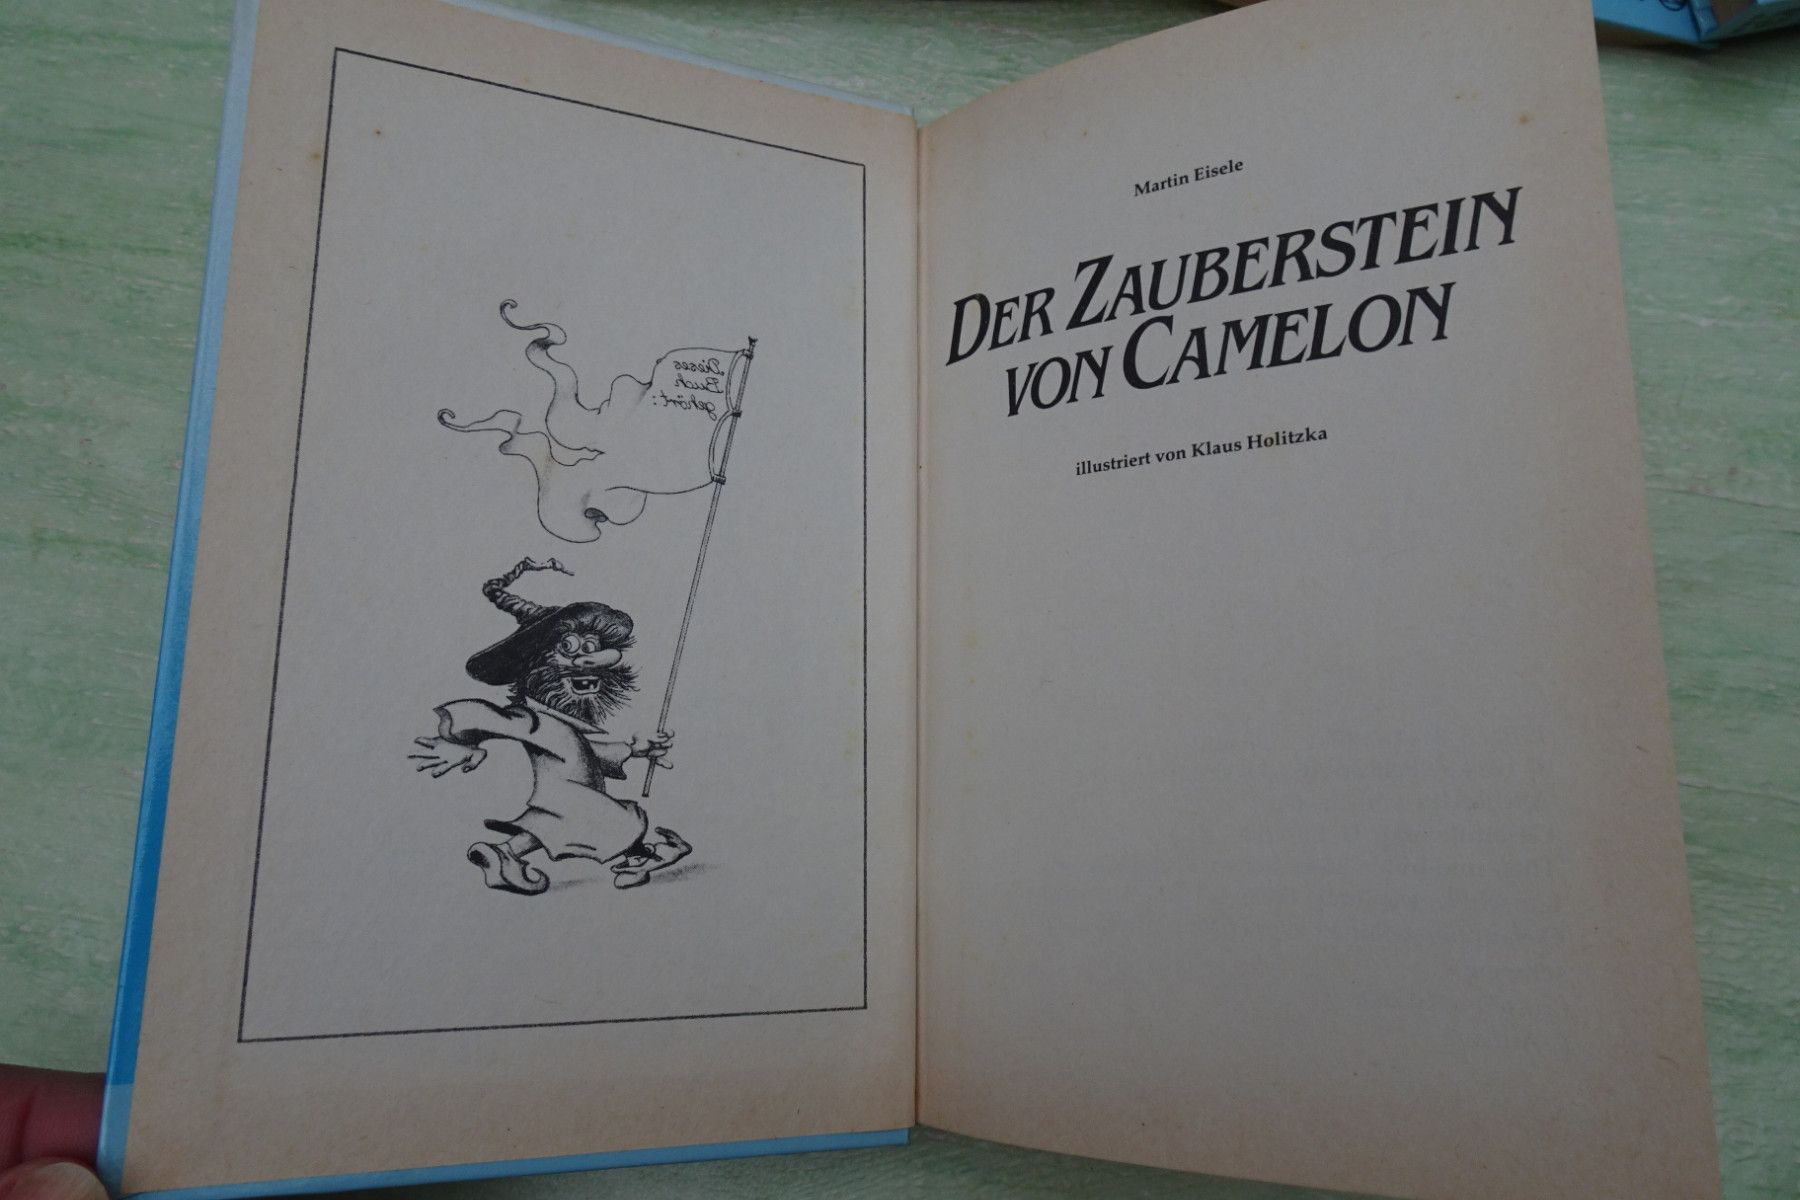 Dieses
Buch
gehört:
Martin Eisele
DER ZAUBERSTEIN
VON CAMELON
illustriert von Klaus Holitzka